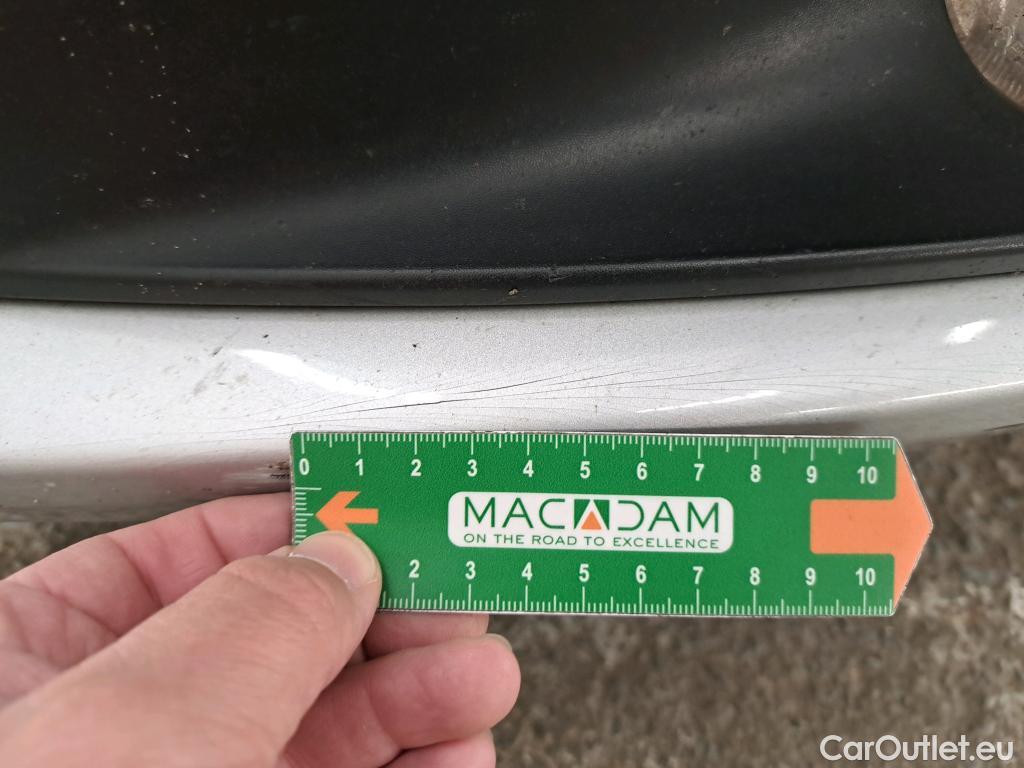 0 1 2 3 4 5 6 7 8 9 10
MACADAM
ON THE ROAD TO EXCELLENCE
2 3 4 5 6 7 8 9 10
CarOutlet.eu